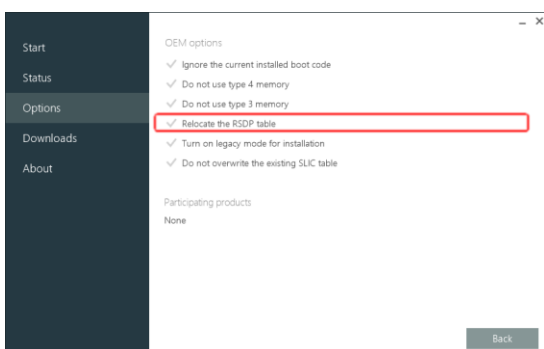 Start
Status
Options
Downloads
About
OEM options
Ignore the current installed boot code
Do not use type 4 memory
Do not use type 3 memory
Relocate the RSDP table
Turn on legacy mode for installation
Do not overwrite the existing SLIC table
Participating products
None
Back